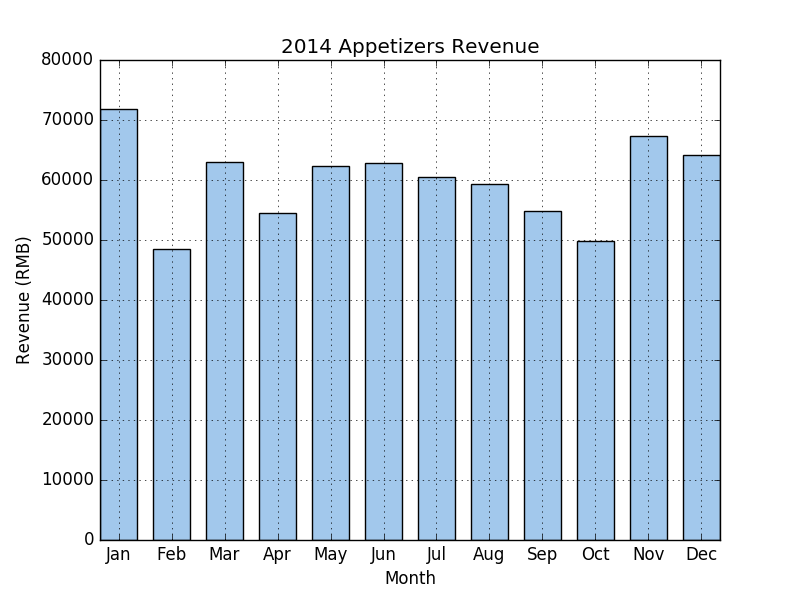 2014 Appetizers Revenue
80000
70000
60000
50000
40000
30000
20000
10000
0
Revenue (RMB)
Jan Feb Mar Apr May Jun Jul Aug Sep Oct Nov Dec
Month